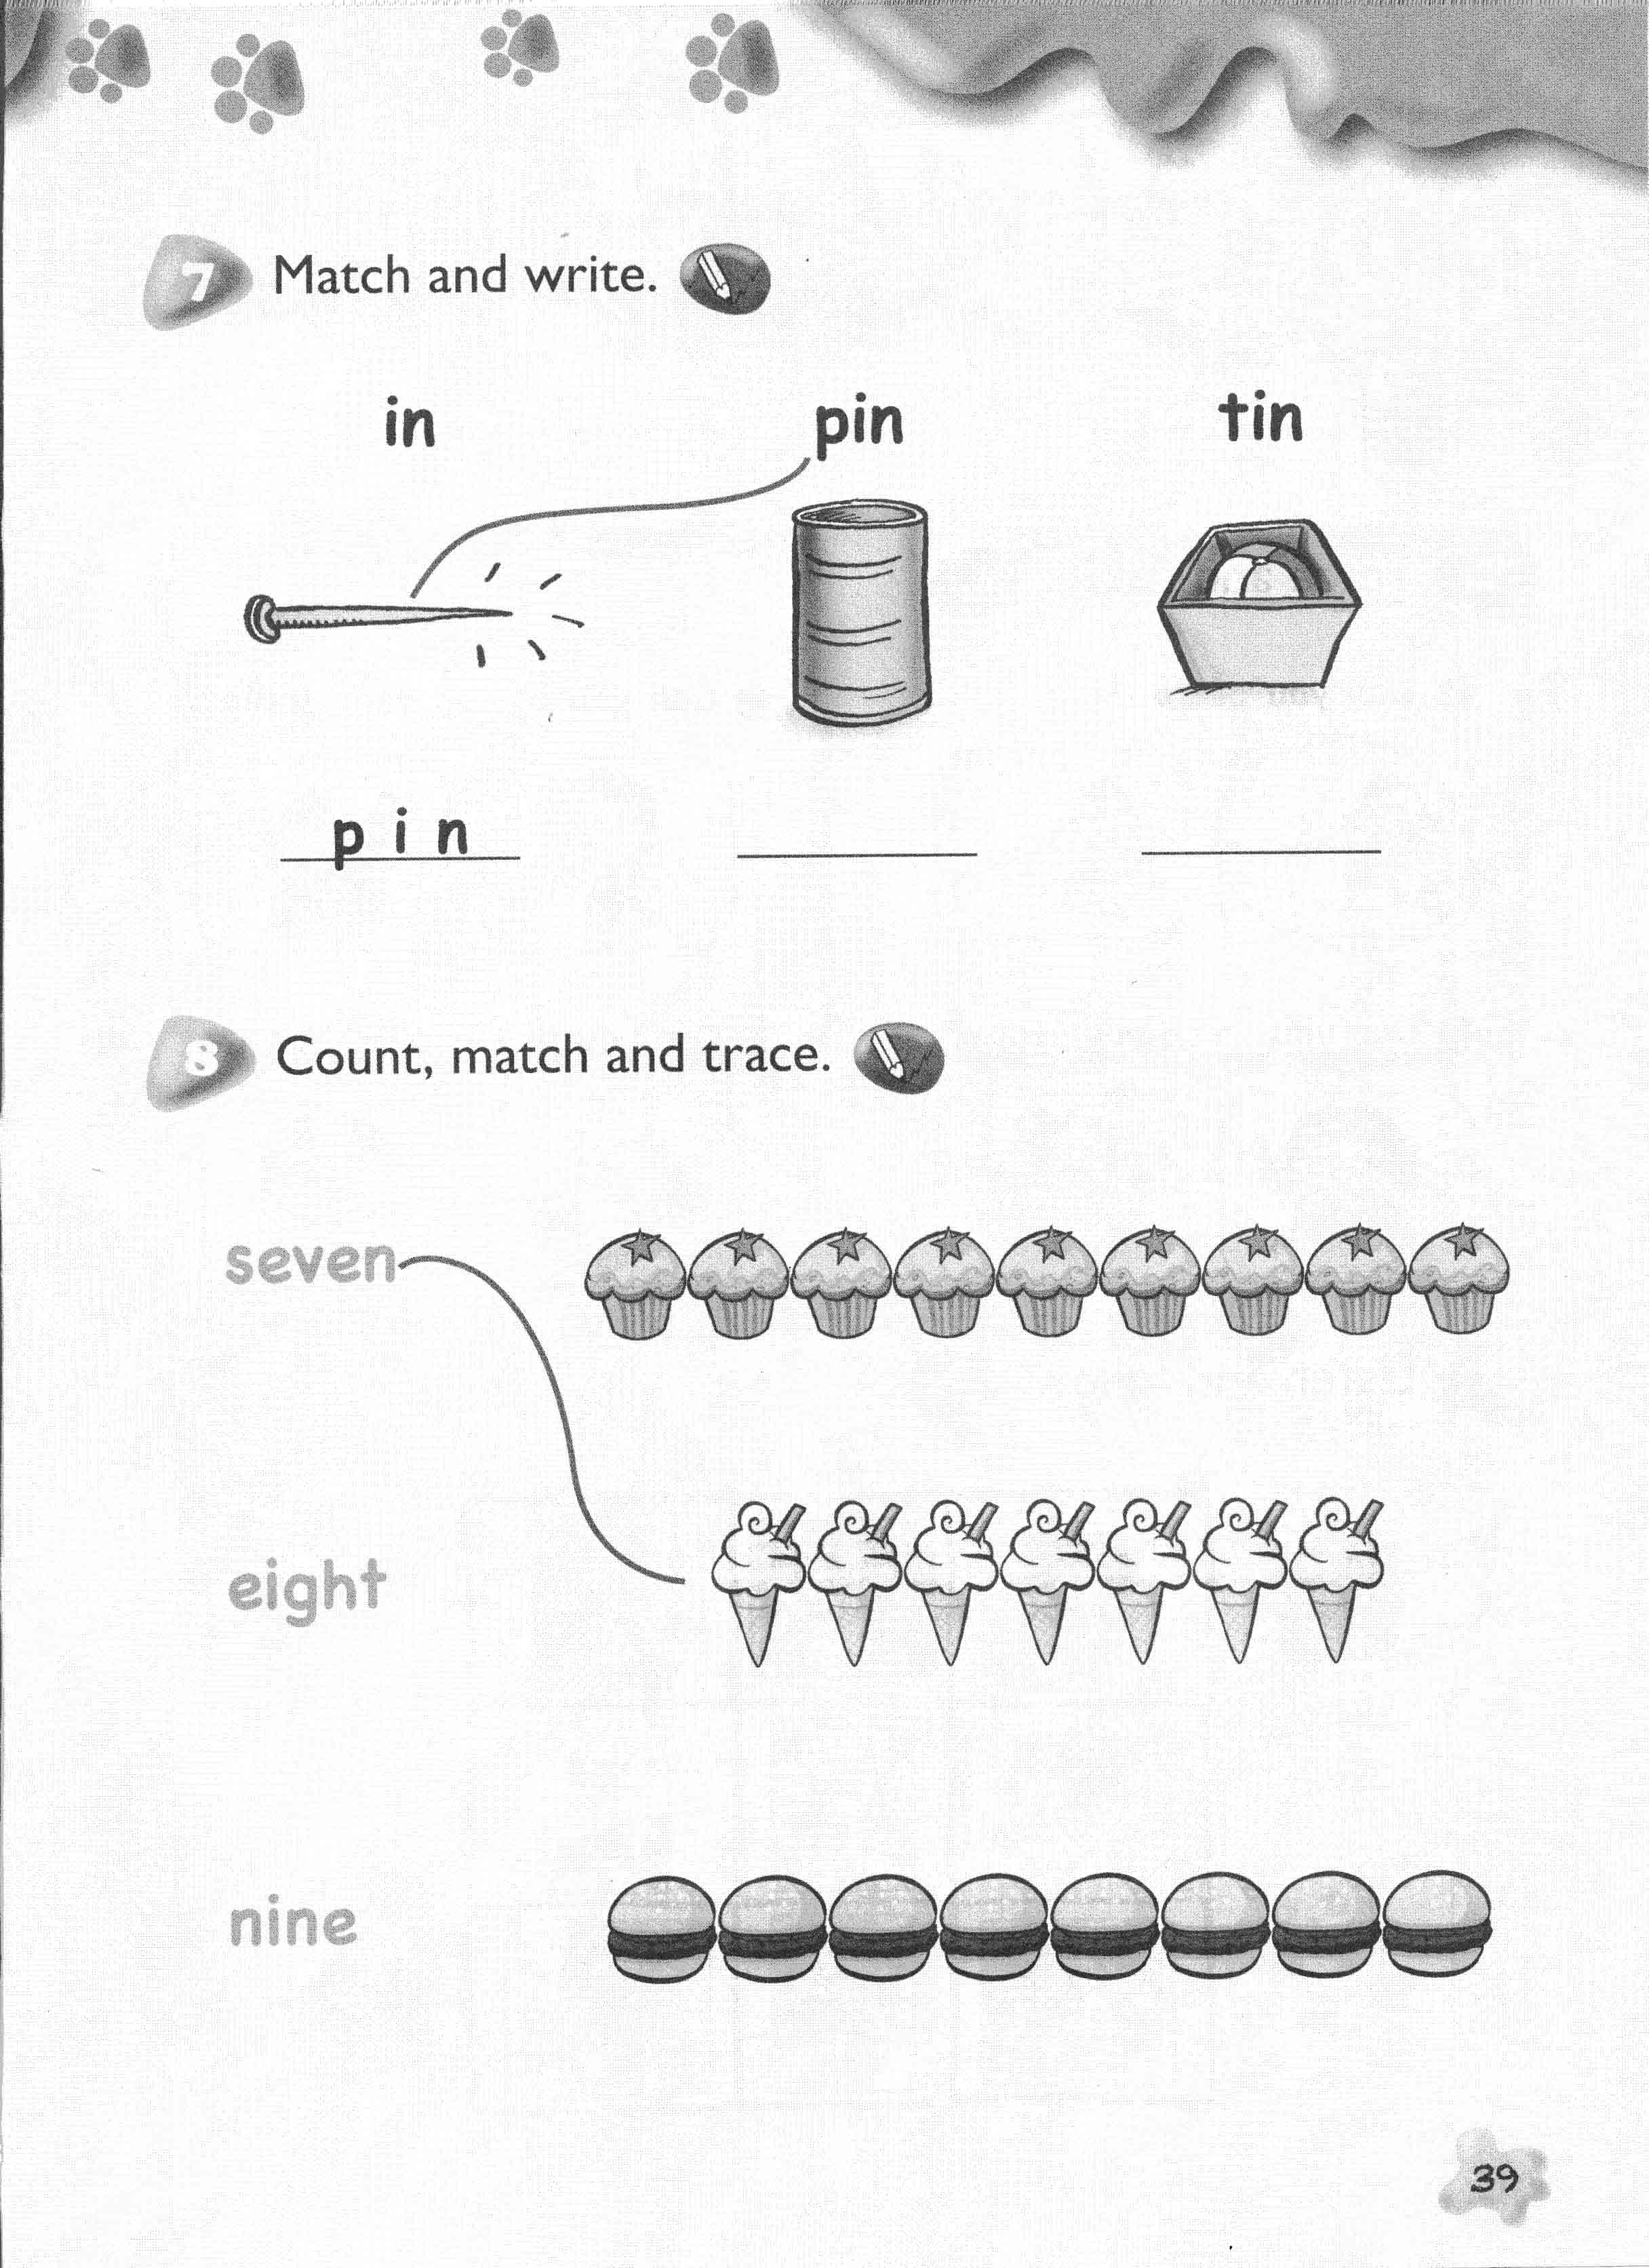 7 Match and write.
in pin tin
p i n
8 Count, match and trace.
seven
eight
nine
39